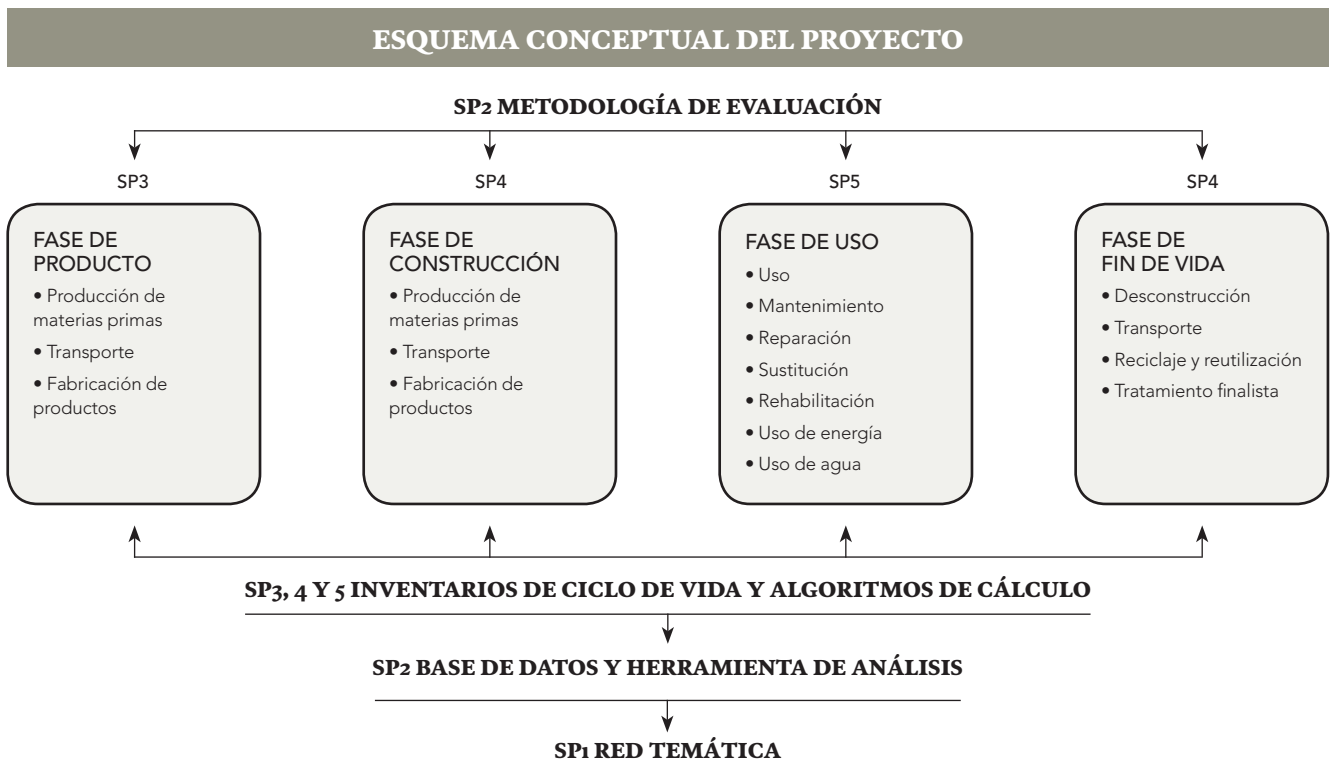 ESQUEMA CONCEPTUAL DEL PROYECTO
SP2 METODOLOGÍA DE EVALUACIÓN
SP3
FASE DE
PRODUCTO
• Producción de
materias primas
• Transporte
• Fabricación de
productos
SP4
FASE DE
CONSTRUCCIÓN
• Producción de
materias primas
• Transporte
• Fabricación de
productos
SP5
FASE DE USO
• Uso
• Mantenimiento
• Reparación
• Sustitución
• Rehabilitación
• Uso de energía
• Uso de agua
SP4
FASE DE
FIN DE VIDA
• Desconstrucción
• Transporte
• Reciclaje y reutilización
• Tratamiento finalista
SP3, 4 Y 5 INVENTARIOS DE CICLO DE VIDA Y ALGORITMOS DE CÁLCULO
SP2 BASE DE DATOS Y HERRAMIENTA DE ANÁLISIS
SP1 RED TEMÁTICA